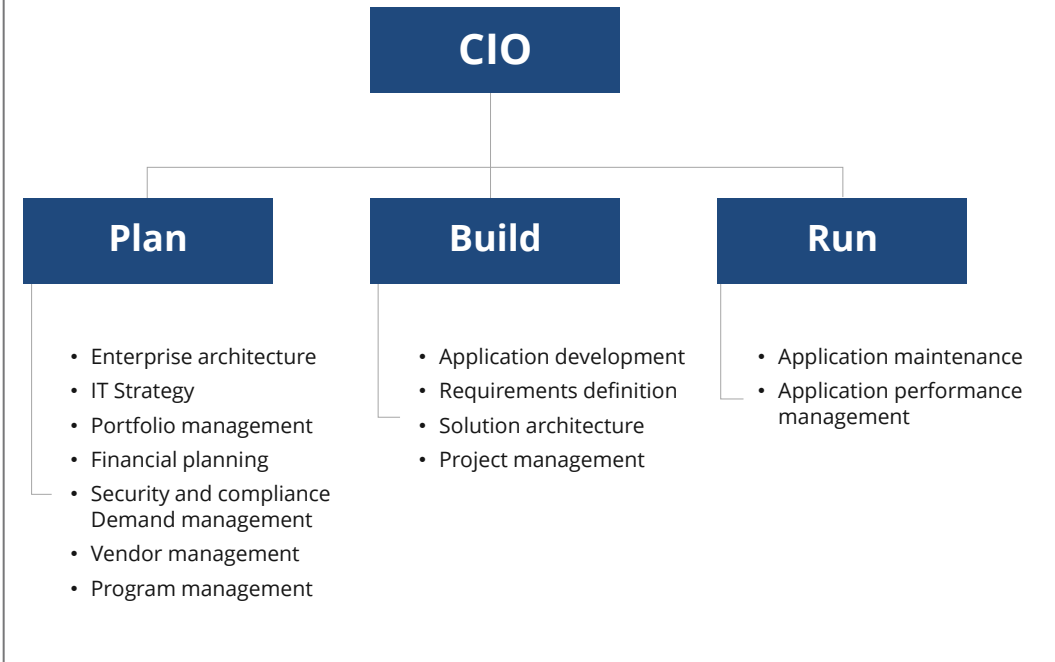 CIO
Plan
Build
Run
• Enterprise architecture
• IT Strategy
• Portfolio management
• Financial planning
• Security and compliance
Demand management
• Vendor management
• Program management
• Application development
• Requirements definition
• Solution architecture
• Project management
• Application maintenance
• Application performance
management